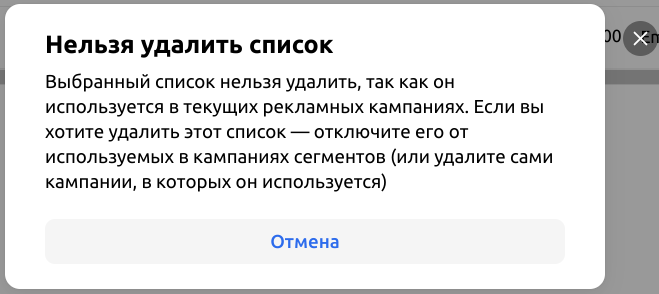 Нельзя удалить список
Выбранный список нельзя удалить, так как он
используется в текущих рекламных кампаниях. Если вы
хотите удалить этот список — отключите его от
используемых в кампаниях сегментов (или удалите сами
кампании, в которых он используется)
Отмена
00